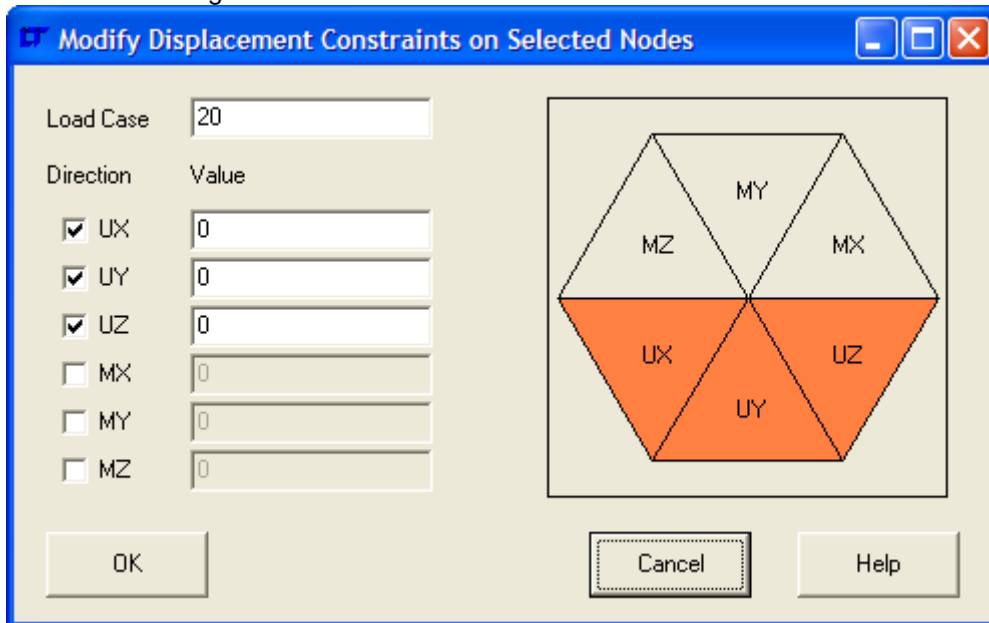 Modify Displacement Constraints on Selected Nodes
Load Case 20
Direction Value
UX 0
UY 0
UZ 0
MX 0
MY 0
MZ 0
MY
MZ MX
UX UZ
UY
OK Cancel Help